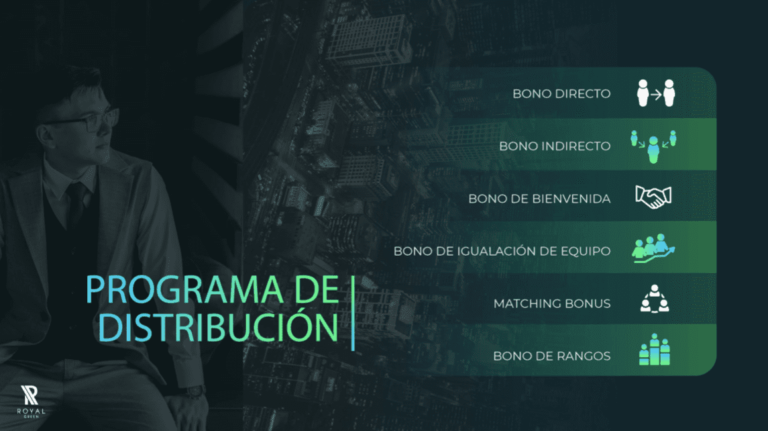 BONO DIRECTO
BONO INDIRECTO
BONO DE BIENVENIDA
BONO DE IGUALACIÓN DE EQUIPO
MATCHING BONUS
BONO DE RANGOS
PROGRAMA DE
DISTRIBUCIÓN
ROYAL
GREEN